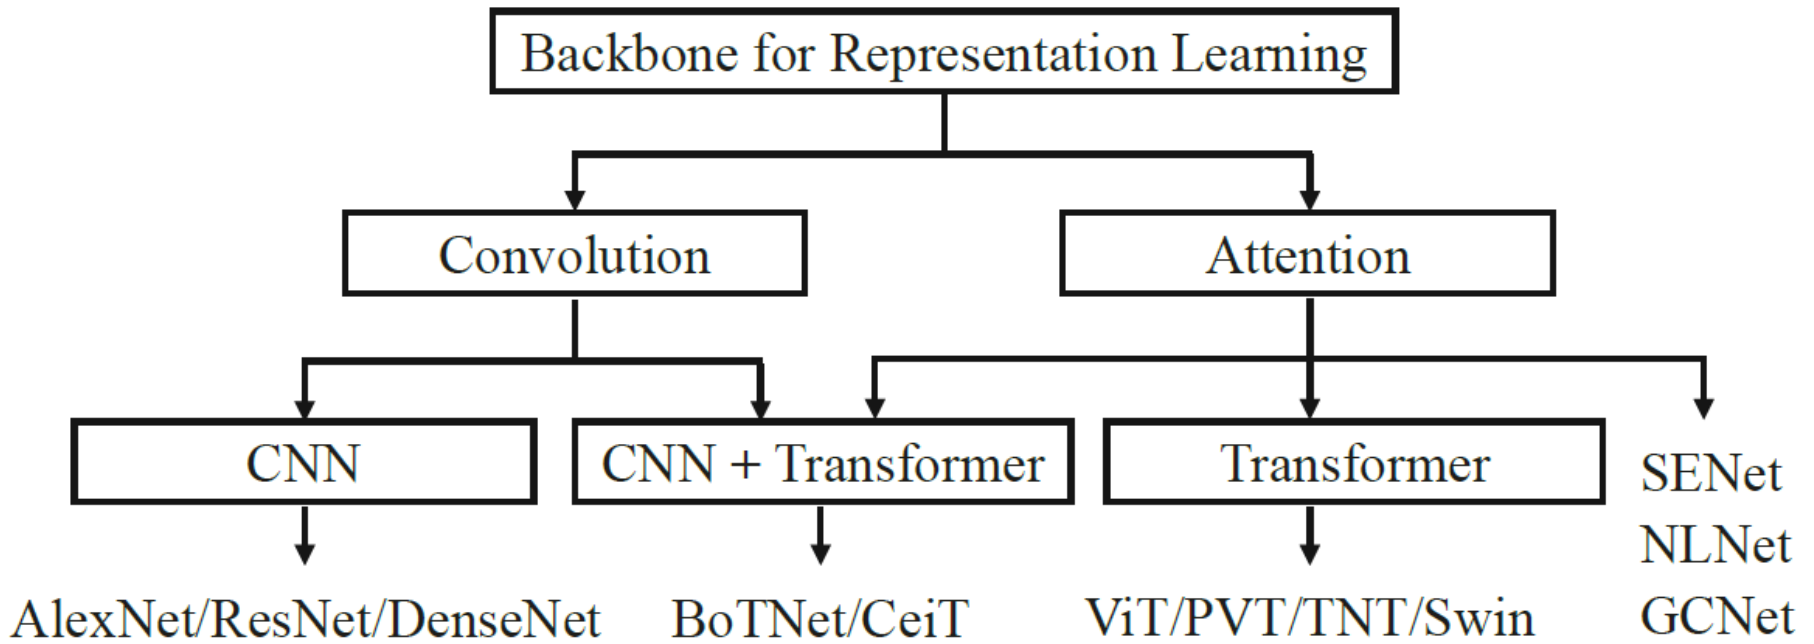 Backbone for Representation Learning
Convolution
Attention
CNN
CNN + Transformer
Transformer
SENet
NLNet
GCNet
AlexNet/ResNet/DenseNet
BoTNet/CeiT
ViT/PVT/TNT/Swin